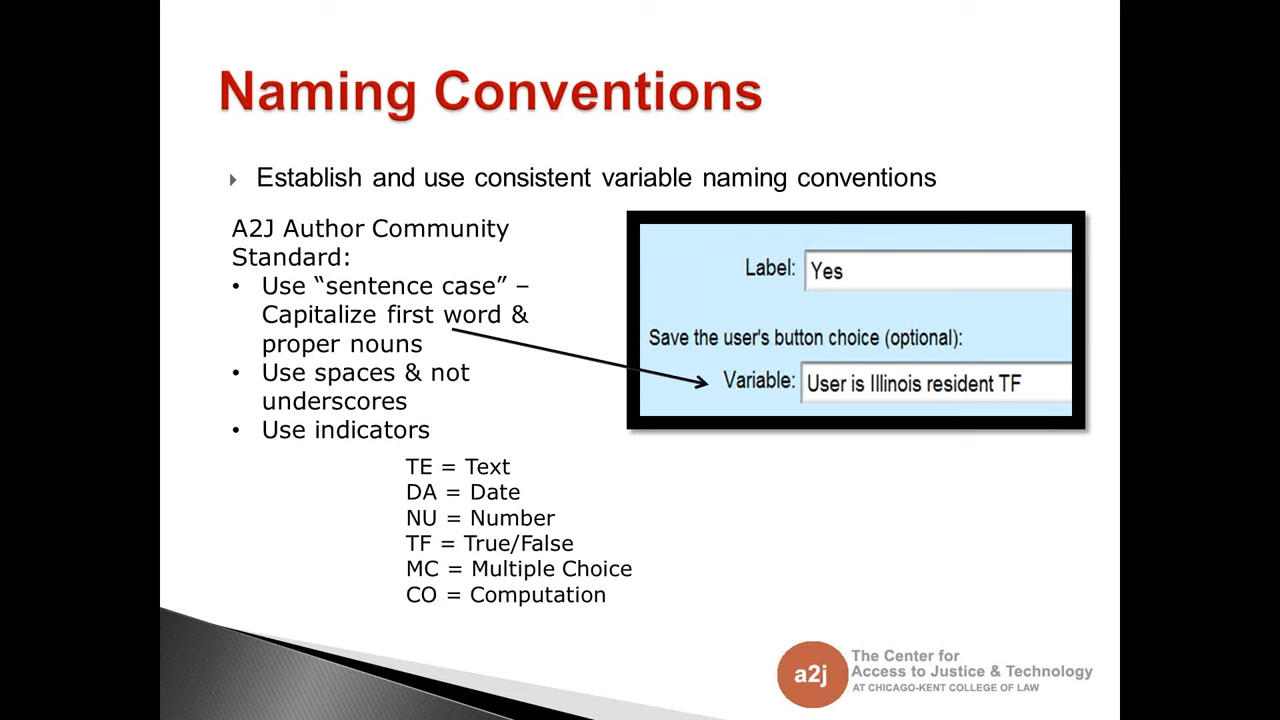 Naming Conventions
Establish and use consistent variable naming conventions
A2J Author Community
Standard:
• Use “sentence case” –
Capitalize first word &
proper nouns
• Use spaces & not
underscores
• Use indicators
TE = Text
DA = Date
NU = Number
TF = True/False
MC = Multiple Choice
CO = Computation
Label: Yes
Save the user's button choice (optional):
Variable: User is Illinois resident TF
a2j
The Center for
Access to Justice & Technology
AT CHICAGO-KENT COLLEGE OF LAW